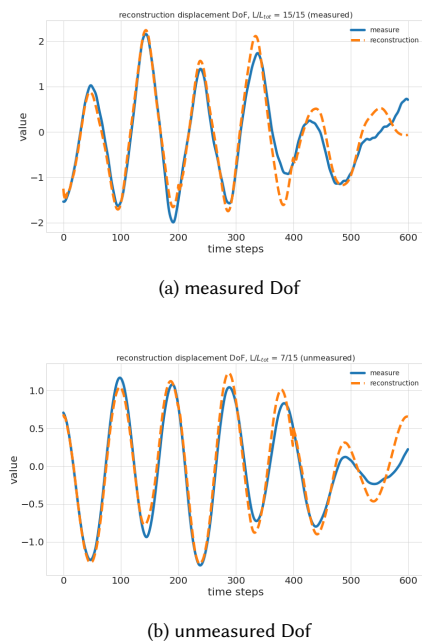 reconstruction displacement DoF, L/L_tot = 15/15 (measured)
measure
reconstruction
value
2
1
0
−1
−2
0 100 200 300 400 500 600
time steps
(a) measured Dof
reconstruction displacement DoF, L/L_tot = 7/15 (unmeasured)
measure
reconstruction
value
1.0
0.5
0.0
−0.5
−1.0
0 100 200 300 400 500 600
time steps
(b) unmeasured Dof